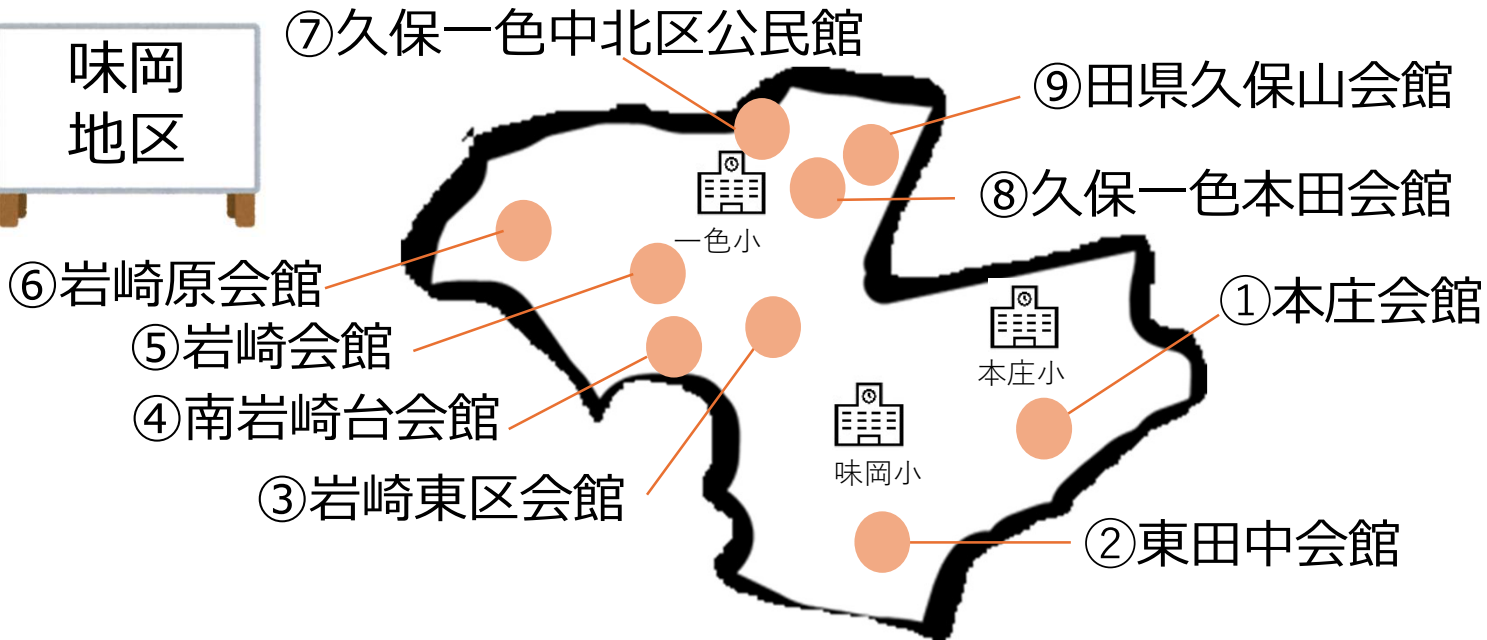 味岡
地区
⑦久保一色中北区公民館
⑨田県久保山会館
⑧久保一色本田会館
一色小
⑥岩崎原会館
①本庄会館
⑤岩崎会館
本庄小
④南岩崎台会館
味岡小
③岩崎東区会館
②東田中会館